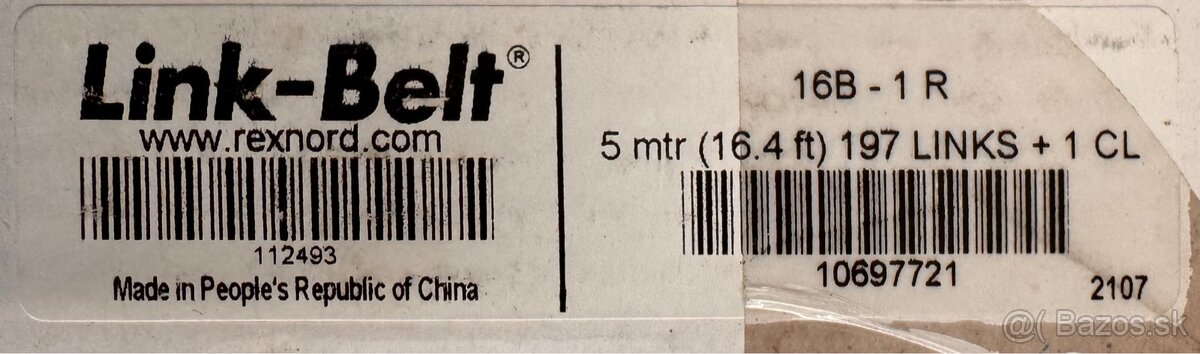 Link-Belt®
www.rexnord.com
112493
Made in People's Republic of China
16B - 1 R
5 mtr (16.4 ft) 197 LINKS + 1 CL
10697721
2107
@( Bazos.sk